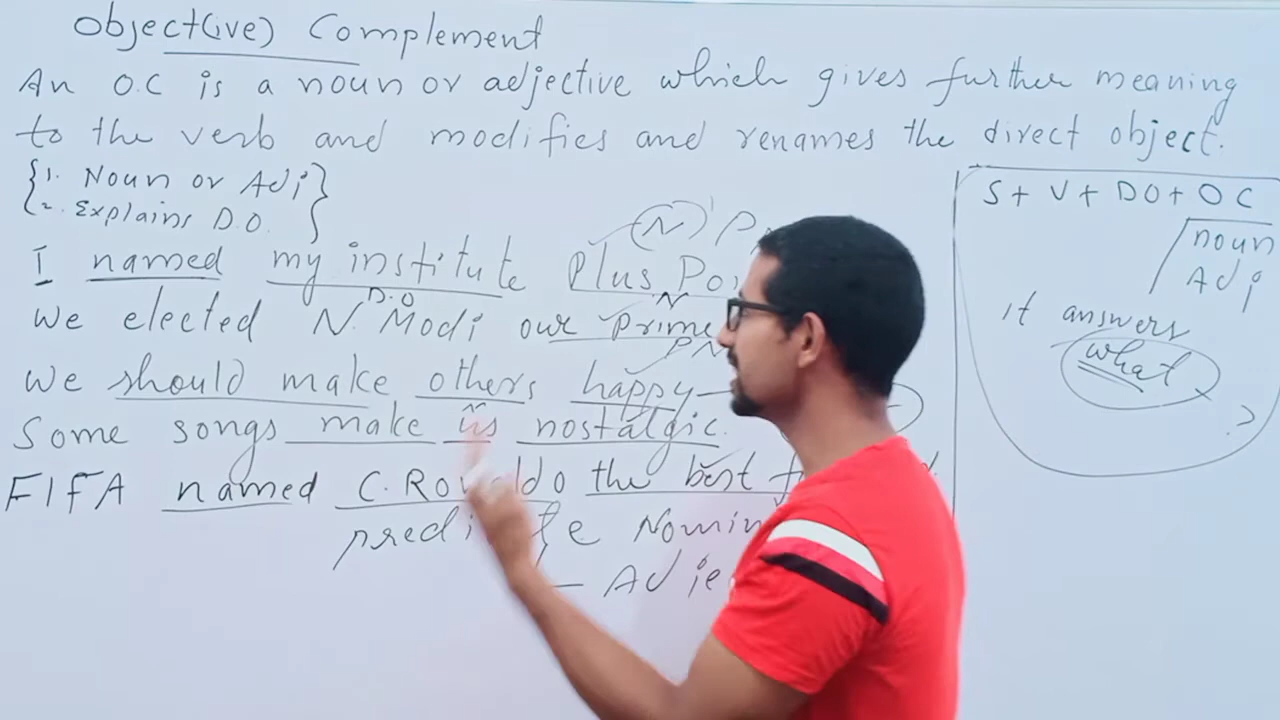 Object(ive) Complement
An O.C is a noun or adjective which gives further meaning
to the verb and modifies and renames the direct object.
1. Noun or Adj
2. Explains D.O.
(N) P
I named my institute Plus Po
D.O N
We elected N. Modi our Prime
PN
We should make others happy
Some songs make us nostalgic.
FIFA named C. Ronaldo the best
predicate Nomin
— Adje
S + V + DO + OC
noun
Adj
it answers
what
?